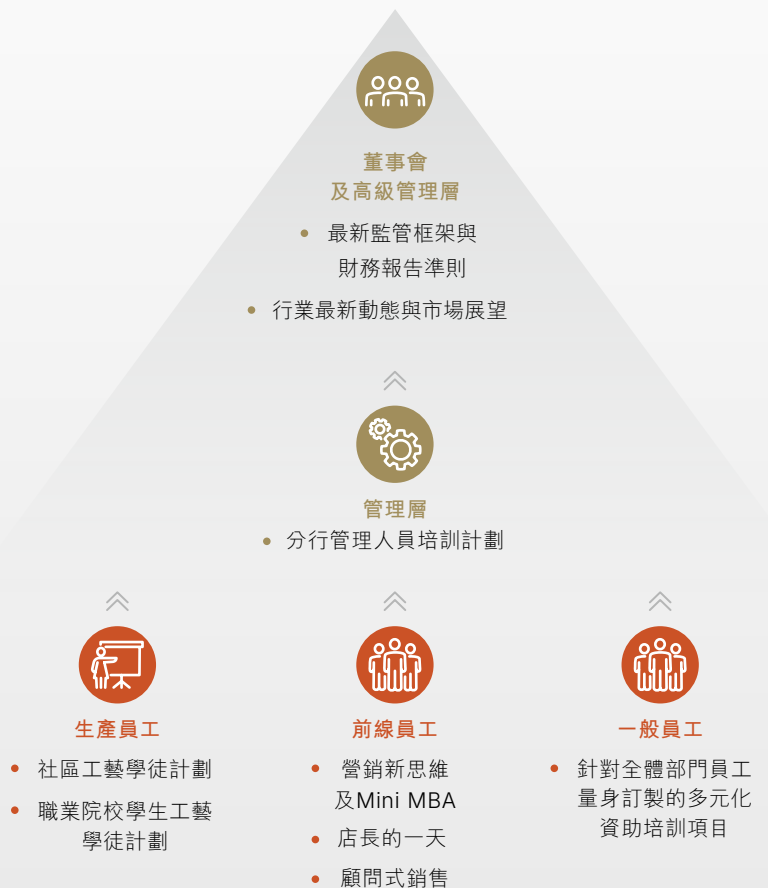 董事會
及高級管理層
• 最新監管框架與
財務報告準則
• 行業最新動態與市場展望
管理層
• 分行管理人員培訓計劃
生產員工
• 社區工藝學徒計劃
• 職業院校學生工藝
學徒計劃
前線員工
• 營銷新思維
及Mini MBA
• 店長的一天
• 顧問式銷售
一般員工
• 針對全體部門員工
量身訂製的多元化
資助培訓項目